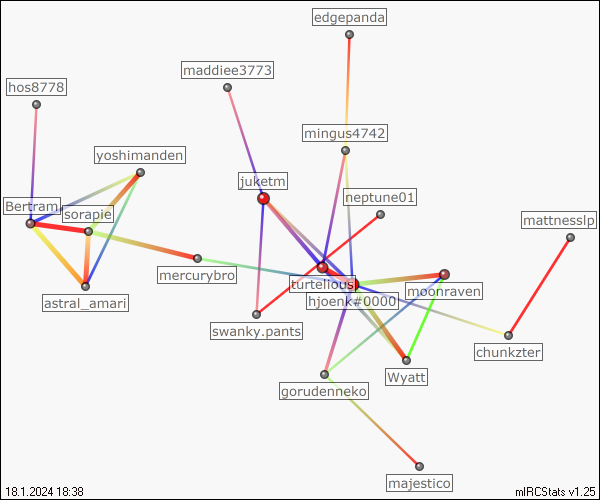 edgepanda
maddiee3773
hos8778
mingus4742
yoshimanden
juketm
neptune01
Bertram
sorapie
mattnesslp
mercurybro
turtelious
moonraven
astral_amari
hjoenk#0000
swanky.pants
chunkzter
Wyatt
gorudenneko
majestico
18.1.2024 18:38
mIRCStats v1.25